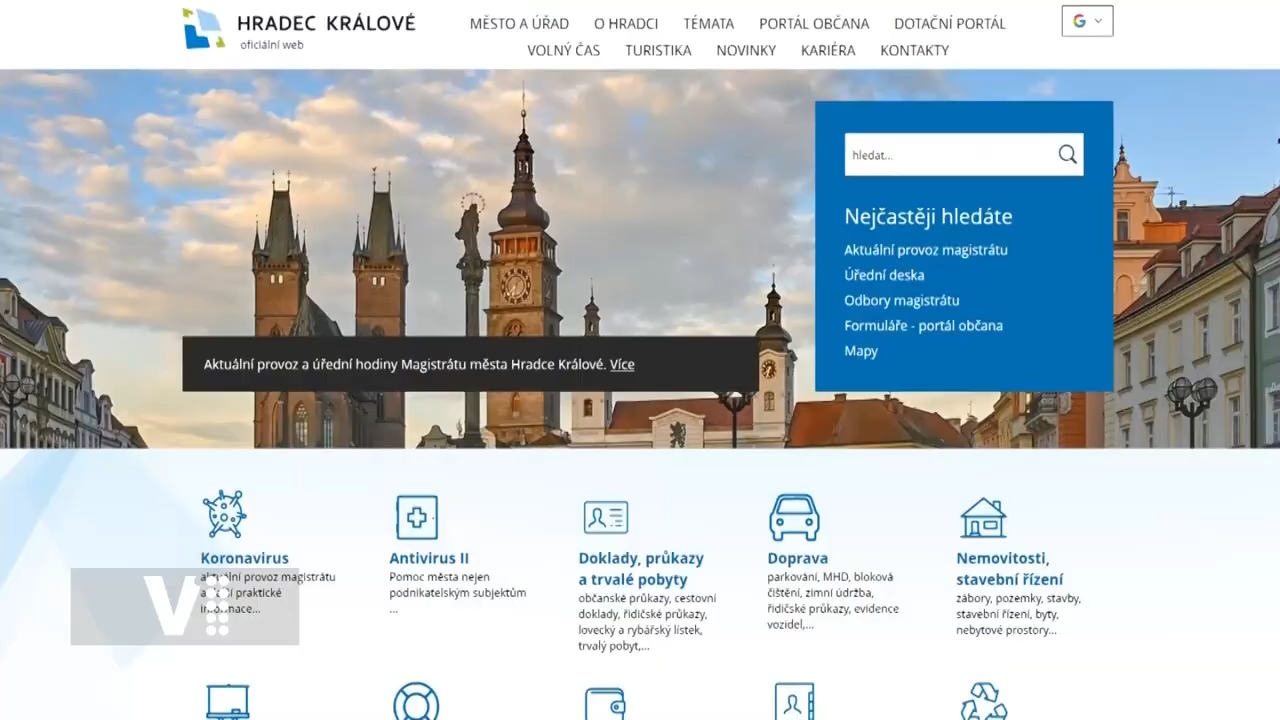 HRADEC KRÁLOVÉ
oficiální web
MĚSTO A ÚŘAD O HRADCI TÉMATA PORTÁL OBČANA DOTAČNÍ PORTÁL
VOLNÝ ČAS TURISTIKA NOVINKY KARIÉRA KONTAKTY
G
hledat...
Nejčastěji hledáte
Aktuální provoz magistrátu
Úřední deska
Odbory magistrátu
Formuláře - portál občana
Mapy
Aktuální provoz a úřední hodiny Magistrátu města Hradce Králové. Více
Koronavirus
aktuální provoz magistrátu
a další praktické
informace...
Antivirus II
Pomoc města nejen
podnikatelským subjektům
...
Doklady, průkazy
a trvalé pobyty
občanské průkazy, cestovní
doklady, řidičské průkazy,
lovecký a rybářský lístek,
trvalý pobyt,...
Doprava
parkování, MHD, bloková
čištění, zimní údržba,
řidičské průkazy, evidence
vozidel,...
Nemovitosti,
stavební řízení
zábory, pozemky, stavby,
stavební řízení, byty,
nebytové prostory...
V1